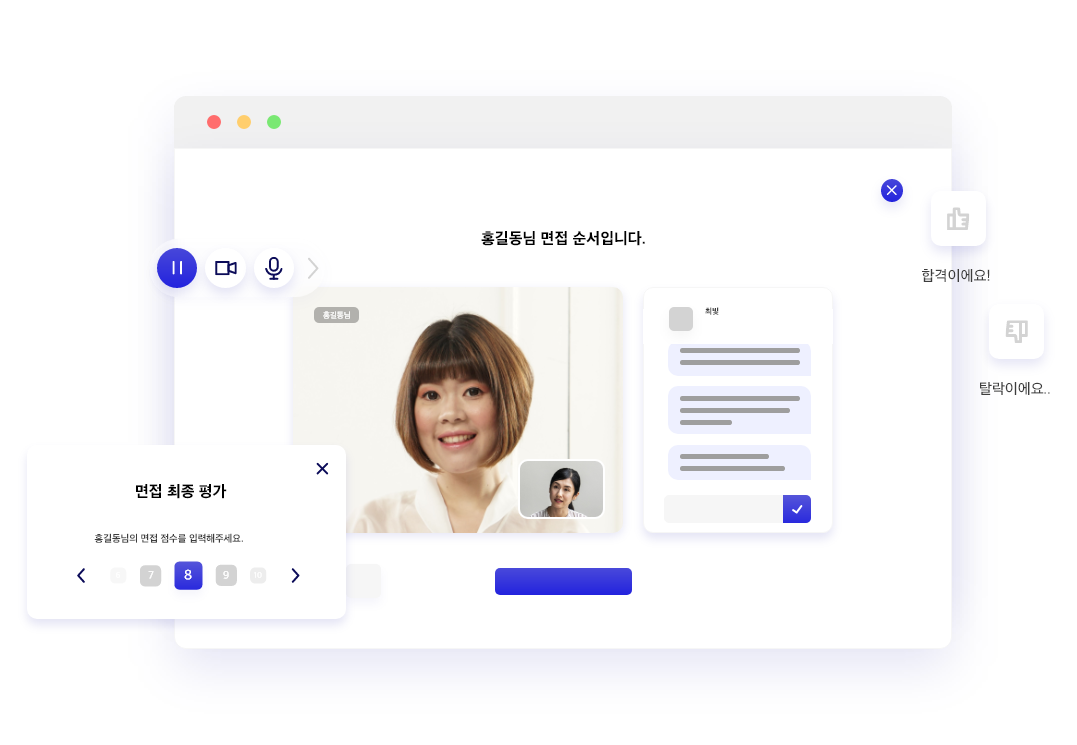 홍길동님 면접 순서입니다.
홍길동님
최빛
합격이에요!
탈락이에요..
면접 최종 평가
홍길동님의 면접 점수를 입력해주세요.
7 8 9 10